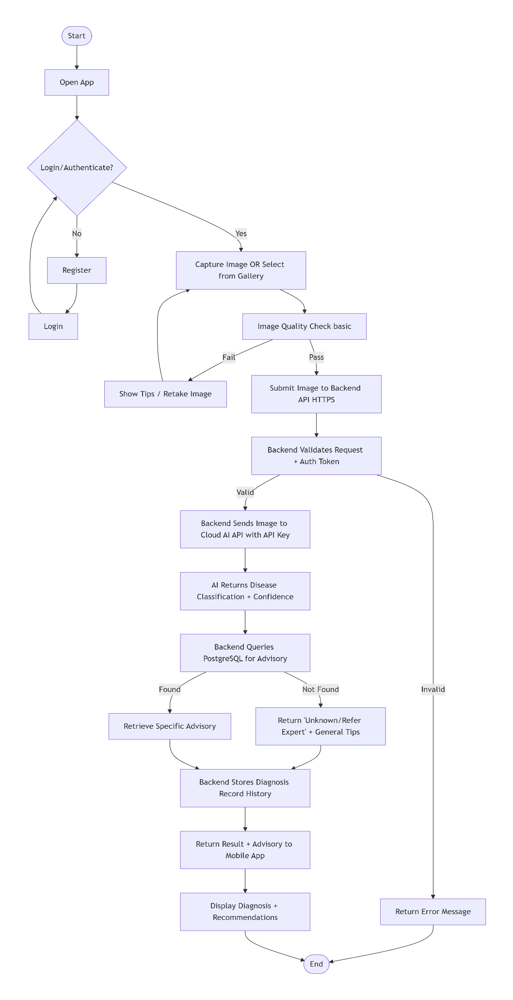 Start
Open App
Login/Authenticate?
No
Yes
Register
Capture Image OR Select
from Gallery
Login
Image Quality Check basic
Fail
Pass
Show Tips / Retake Image
Submit Image to Backend
API HTTPS
Backend Validates Request
+ Auth Token
Valid
Backend Sends Image to
Cloud AI API with API Key
AI Returns Disease
Classification + Confidence
Backend Queries
PostgreSQL for Advisory
Found
Not Found
Invalid
Retrieve Specific Advisory
Return 'Unknown/Refer
Expert' + General Tips
Backend Stores Diagnosis
Record History
Return Result + Advisory to
Mobile App
Display Diagnosis +
Recommendations
Return Error Message
End